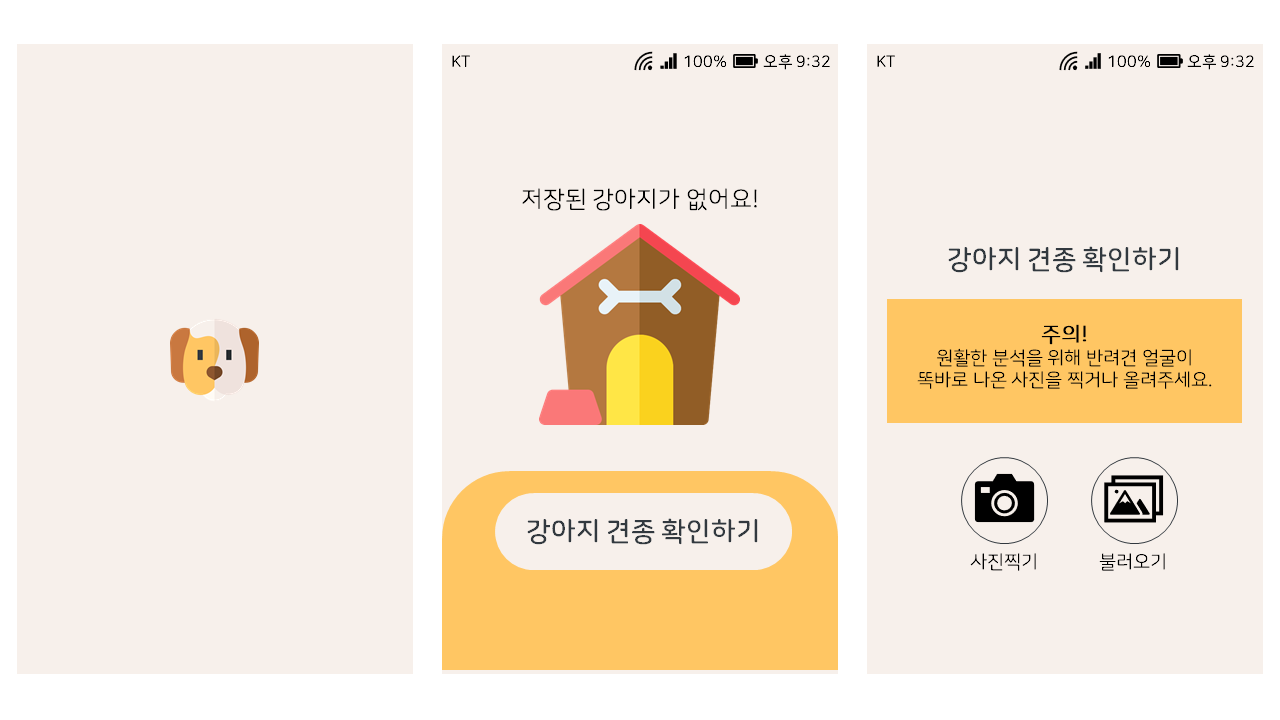 KT 100% 오후 9:32
저장된 강아지가 없어요!
강아지 견종 확인하기
KT 100% 오후 9:32
강아지 견종 확인하기
주의!
원활한 분석을 위해 반려견 얼굴이
똑바로 나온 사진을 찍거나 올려주세요.
사진찍기 불러오기